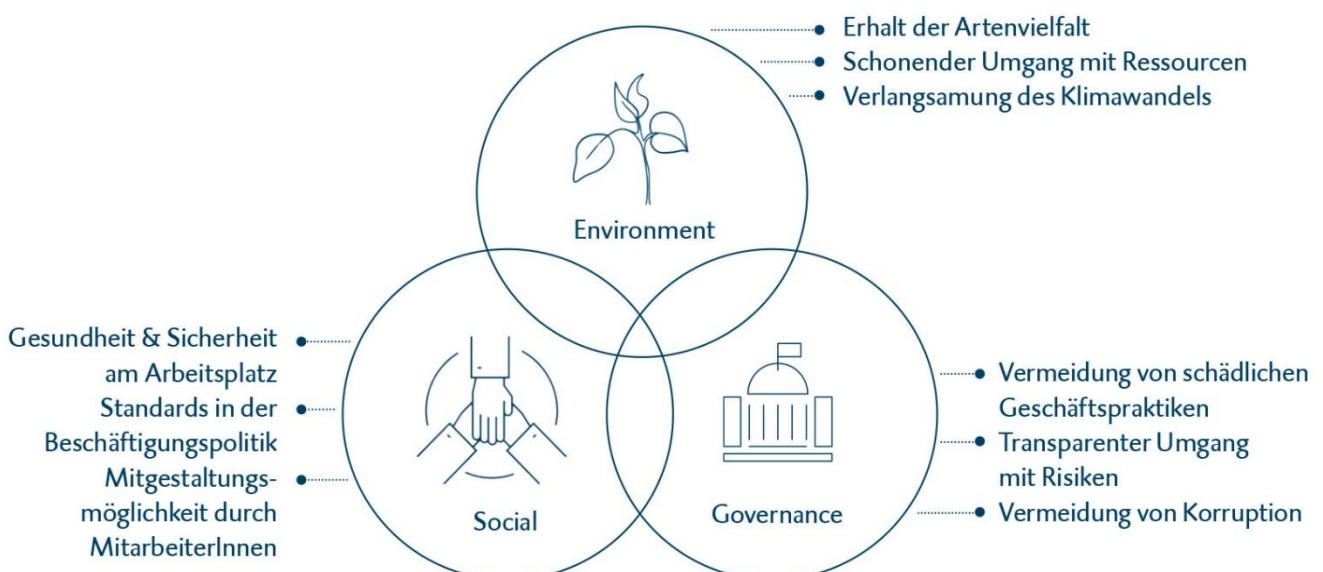 Erhalt der Artenvielfalt
Schonender Umgang mit Ressourcen
Verlangsamung des Klimawandels
Environment
Gesundheit & Sicherheit
am Arbeitsplatz
Standards in der
Beschäftigungspolitik
Mitgestaltungs-
möglichkeit durch
MitarbeiterInnen
Social
Governance
Vermeidung von schädlichen
Geschäftspraktiken
Transparenter Umgang
mit Risiken
Vermeidung von Korruption